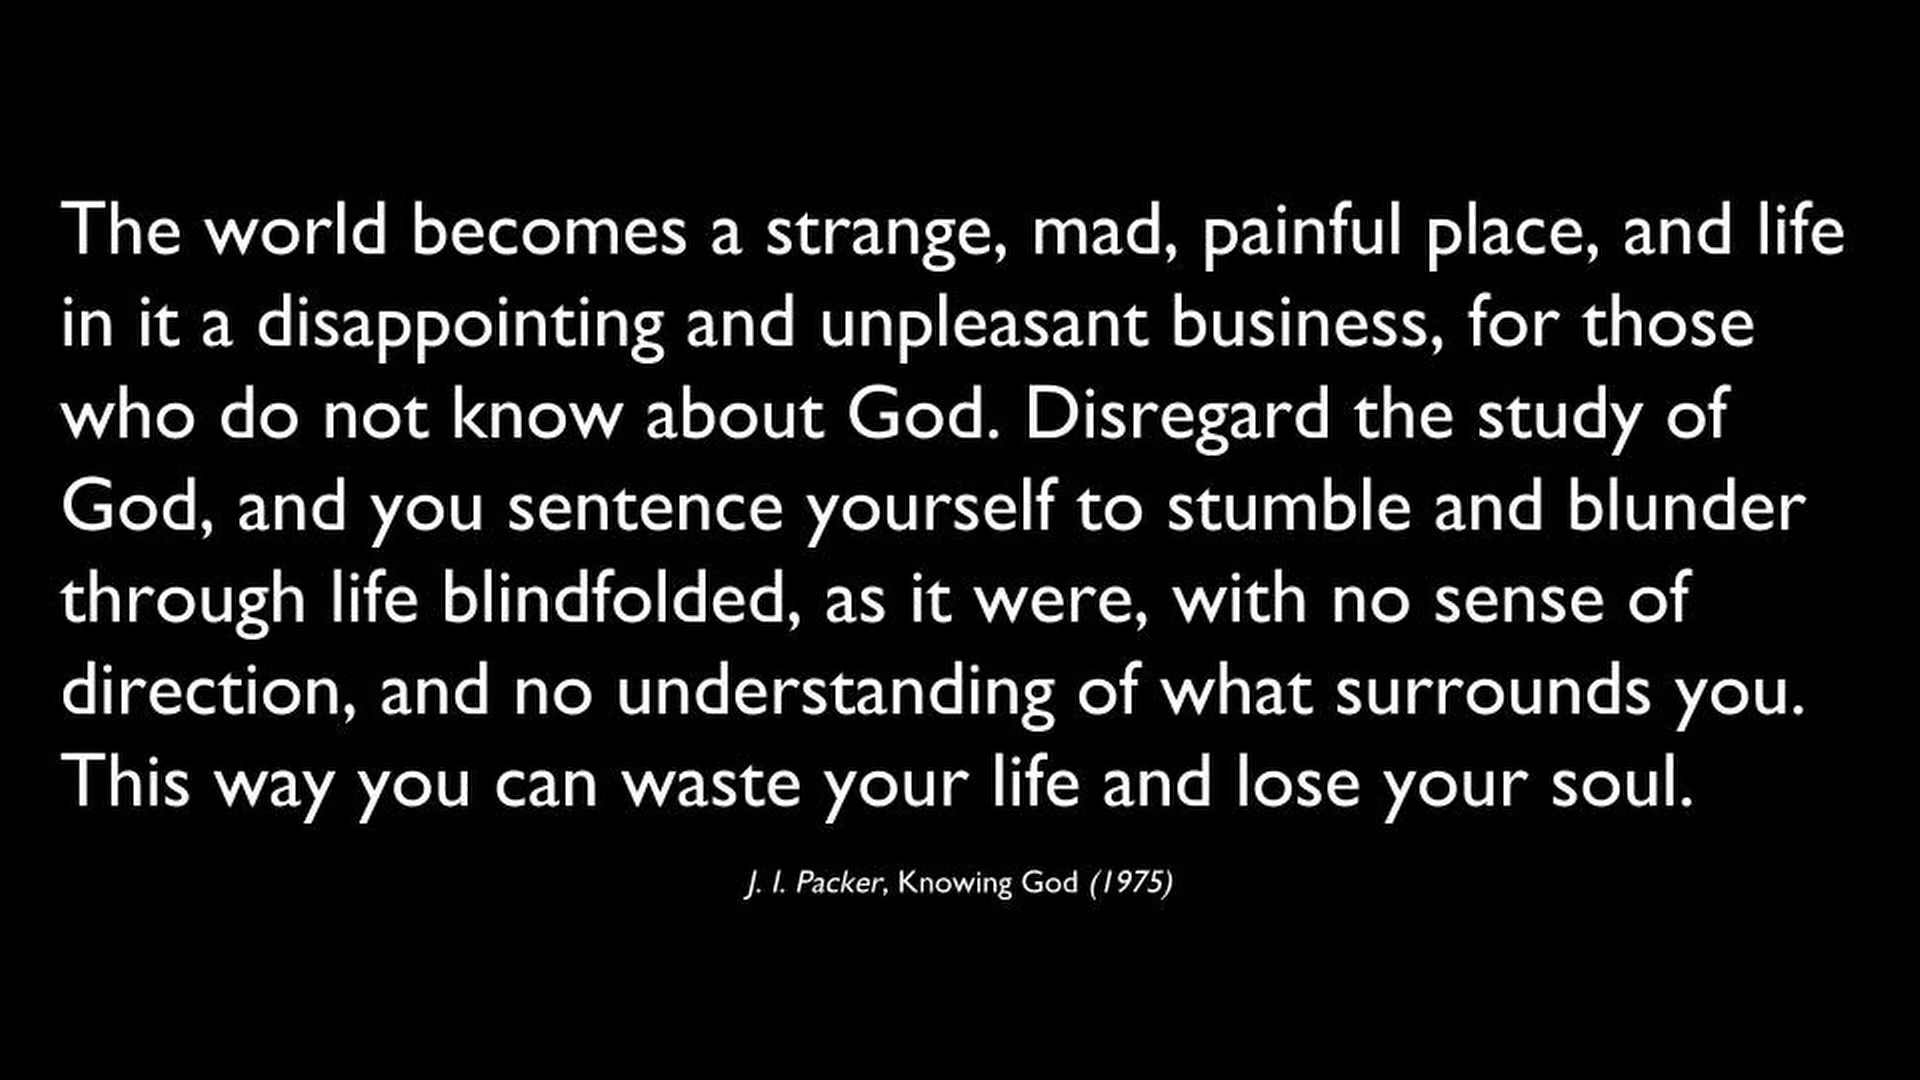 The world becomes a strange, mad, painful place, and life
in it a disappointing and unpleasant business, for those
who do not know about God. Disregard the study of
God, and you sentence yourself to stumble and blunder
through life blindfolded, as it were, with no sense of
direction, and no understanding of what surrounds you.
This way you can waste your life and lose your soul.
J. I. Packer, Knowing God (1975)